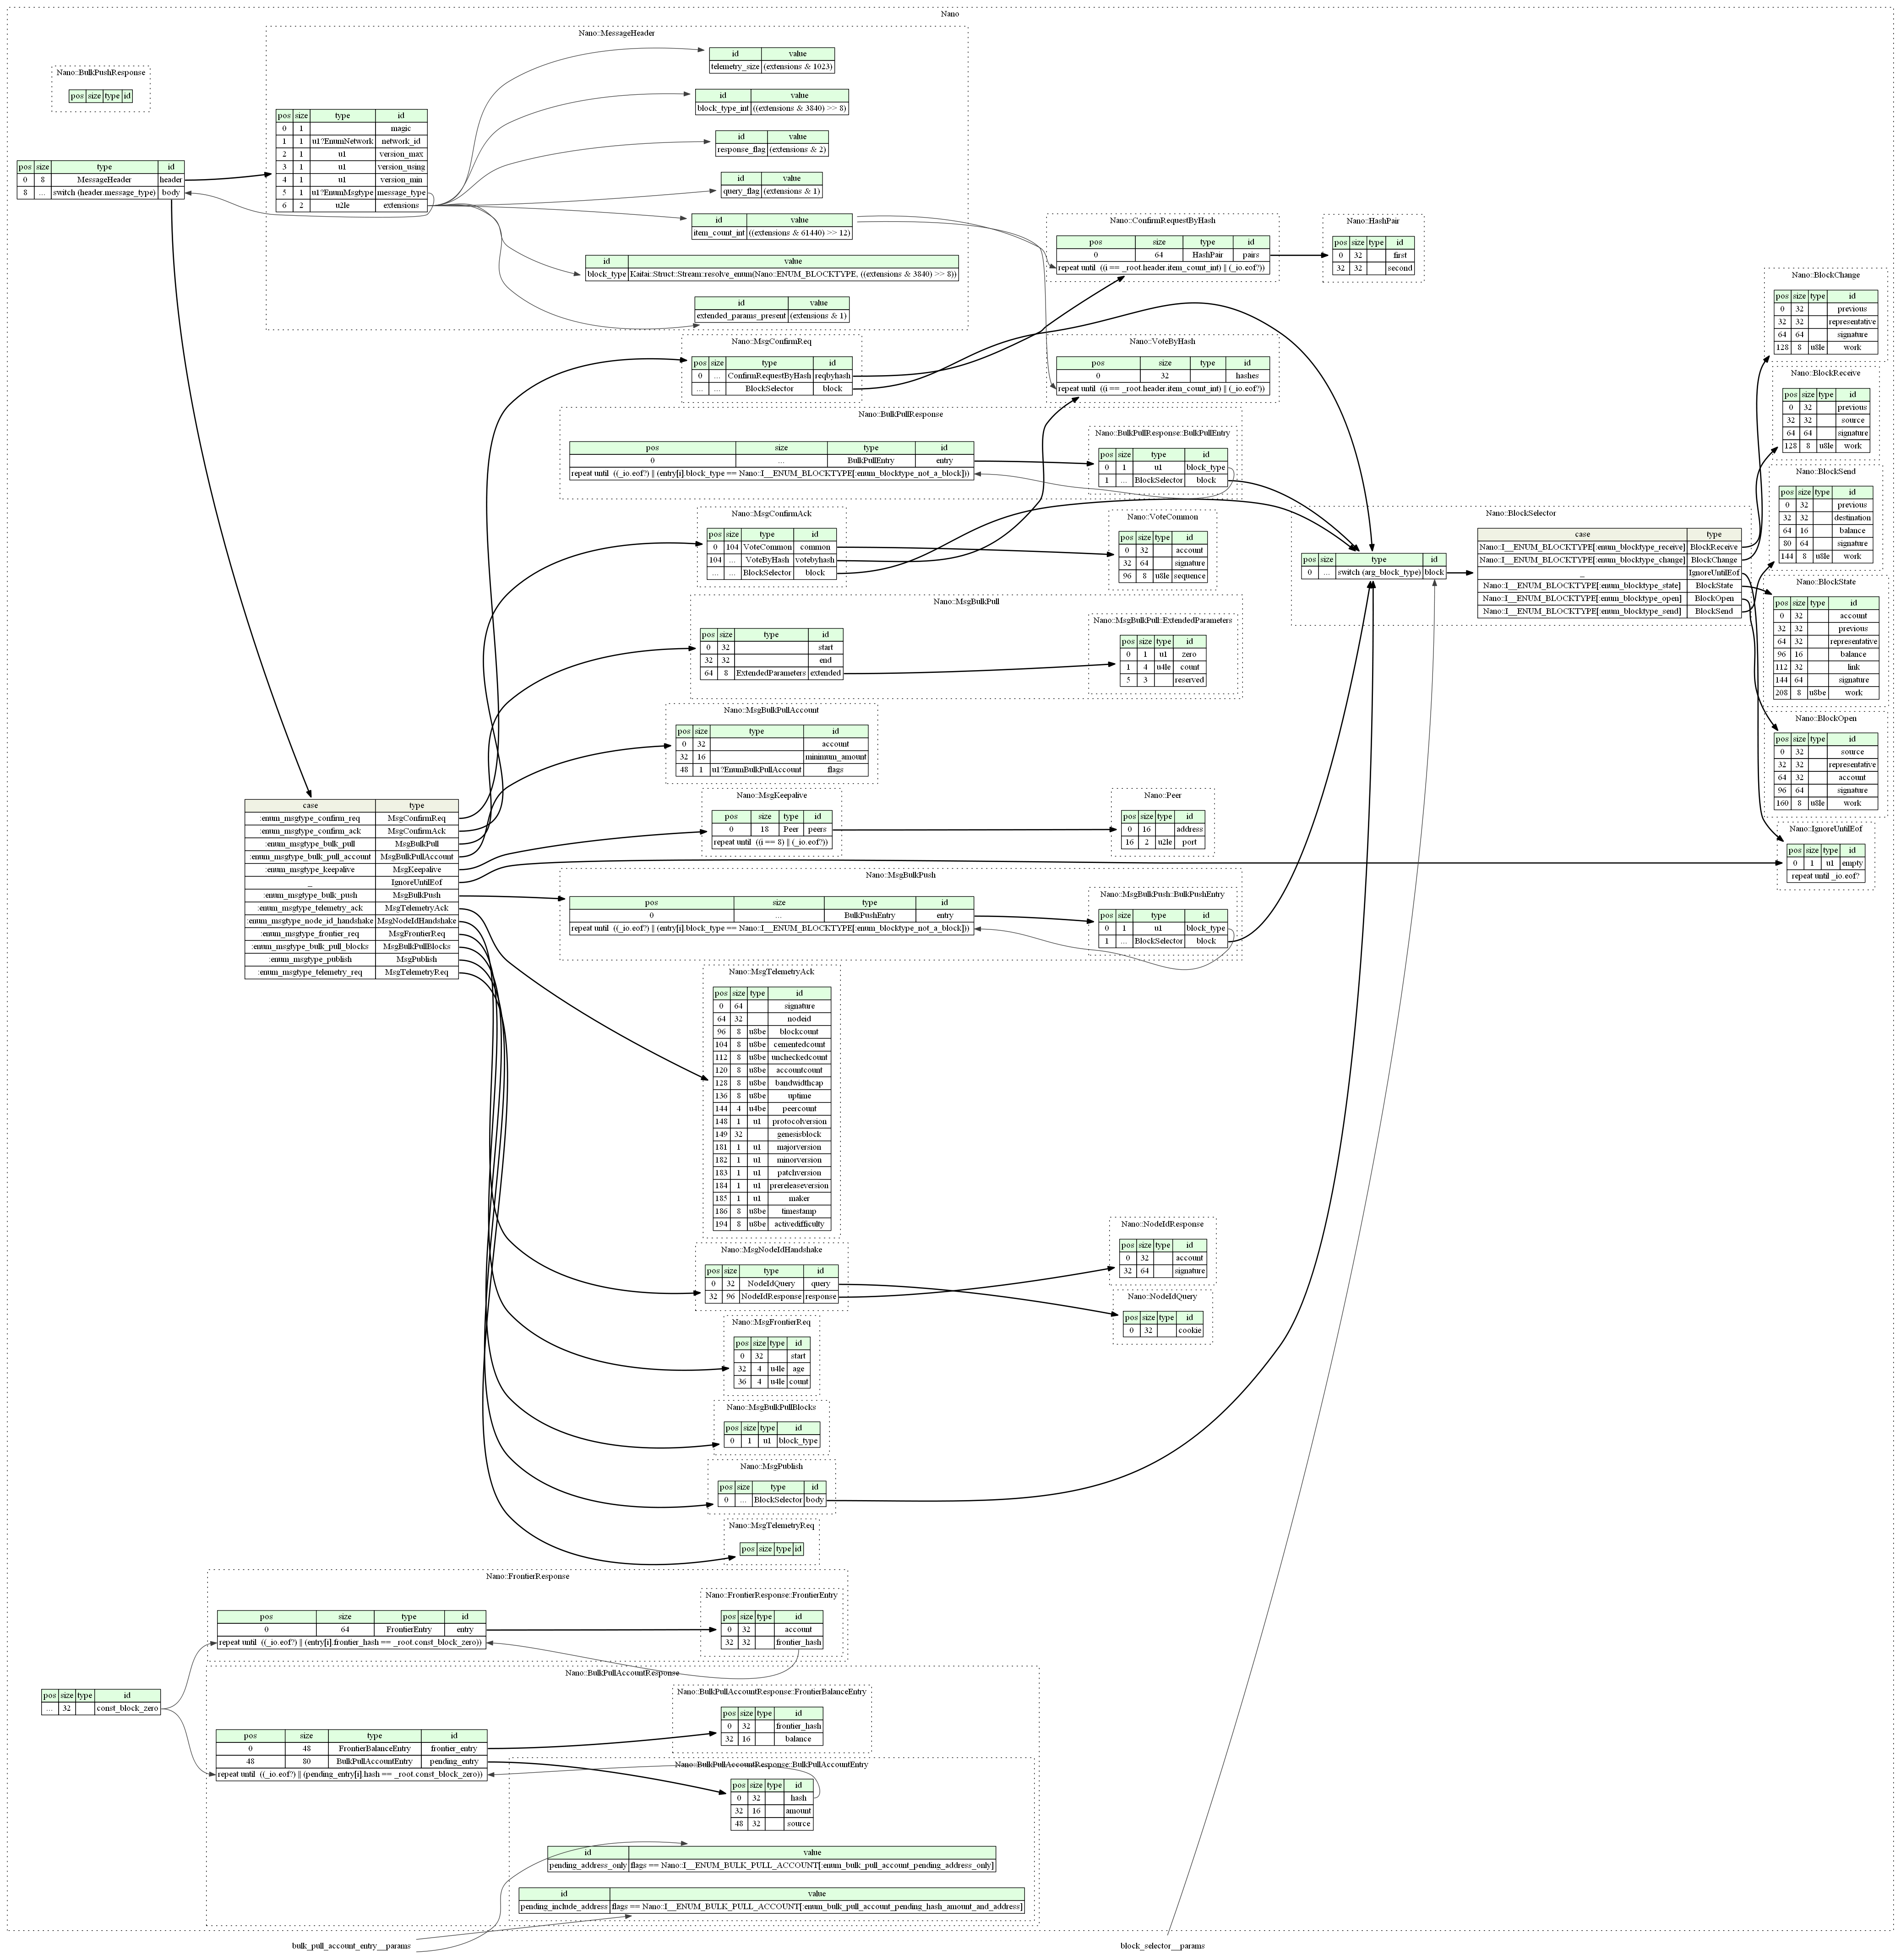 Nano
Nano::BulkPushResponse
pos size type id
pos size type id
0 8 MessageHeader header
8 ... switch (header.message_type) body
Nano::MessageHeader
pos size type id
0 1 magic
1 1 u1?EnumNetwork network_id
2 1 u1 version_max
3 1 u1 version_using
4 1 u1 version_min
5 1 u1?EnumMsgtype message_type
6 2 u2le extensions
id value
telemetry_size (extensions & 1023)
id value
block_type_int ((extensions & 3840) >> 8)
id value
response_flag (extensions & 2)
id value
query_flag (extensions & 1)
id value
item_count_int ((extensions & 61440) >> 12)
id value
block_type Kaitai::Struct::Stream::resolve_enum(Nano::ENUM_BLOCKTYPE, ((extensions & 3840) >> 8))
id value
extended_params_present (extensions & 1)
Nano::ConfirmRequestByHash
pos size type id
0 64 HashPair pairs
repeat until ((i == _root.header.item_count_int) || (_io.eof?))
Nano::HashPair
pos size type id
0 32 first
32 32 second
Nano::MsgConfirmReq
pos size type id
0 ... ConfirmRequestByHash reqbyhash
... ... BlockSelector block
Nano::VoteByHash
pos size type id
0 32 hashes
repeat until ((i == _root.header.item_count_int) || (_io.eof?))
Nano::BulkPullResponse
pos size type id
0 ... BulkPullEntry entry
repeat until ((_io.eof?) || (entry[i].block_type == Nano::I__ENUM_BLOCKTYPE[:enum_blocktype_not_a_block]))
Nano::BulkPullResponse::BulkPullEntry
pos size type id
0 1 u1 block_type
1 ... BlockSelector block
Nano::MsgConfirmAck
pos size type id
0 104 VoteCommon common
104 ... VoteByHash votebyhash
... ... BlockSelector block
Nano::VoteCommon
pos size type id
0 32 account
32 64 signature
96 8 u8le sequence
Nano::BlockSelector
pos size type id
0 ... switch (arg_block_type) block
case type
Nano::I__ENUM_BLOCKTYPE[:enum_blocktype_receive] BlockReceive
Nano::I__ENUM_BLOCKTYPE[:enum_blocktype_change] BlockChange
_ IgnoreUntilEof
Nano::I__ENUM_BLOCKTYPE[:enum_blocktype_state] BlockState
Nano::I__ENUM_BLOCKTYPE[:enum_blocktype_open] BlockOpen
Nano::I__ENUM_BLOCKTYPE[:enum_blocktype_send] BlockSend
Nano::BlockChange
pos size type id
0 32 previous
32 32 representative
64 64 signature
128 8 u8le work
Nano::BlockReceive
pos size type id
0 32 previous
32 32 source
64 64 signature
128 8 u8le work
Nano::BlockSend
pos size type id
0 32 previous
32 32 destination
64 16 balance
80 64 signature
144 8 u8le work
Nano::BlockState
pos size type id
0 32 account
32 32 previous
64 32 representative
96 16 balance
112 32 link
144 64 signature
208 8 u8be work
Nano::BlockOpen
pos size type id
0 32 source
32 32 representative
64 32 account
96 64 signature
160 8 u8le work
Nano::IgnoreUntilEof
pos size type id
0 1 u1 empty
repeat until _io.eof?
Nano::MsgBulkPull
pos size type id
0 32 start
32 32 end
64 8 ExtendedParameters extended
Nano::MsgBulkPull::ExtendedParameters
pos size type id
0 1 u1 zero
1 4 u4le count
5 3 reserved
Nano::MsgBulkPullAccount
pos size type id
0 32 account
32 16 minimum_amount
48 1 u1?EnumBulkPullAccount flags
case type
:enum_msgtype_confirm_req MsgConfirmReq
:enum_msgtype_confirm_ack MsgConfirmAck
:enum_msgtype_bulk_pull MsgBulkPull
:enum_msgtype_bulk_pull_account MsgBulkPullAccount
:enum_msgtype_keepalive MsgKeepalive
_ IgnoreUntilEof
:enum_msgtype_bulk_push MsgBulkPush
:enum_msgtype_telemetry_ack MsgTelemetryAck
:enum_msgtype_node_id_handshake MsgNodeIdHandshake
:enum_msgtype_frontier_req MsgFrontierReq
:enum_msgtype_bulk_pull_blocks MsgBulkPullBlocks
:enum_msgtype_publish MsgPublish
:enum_msgtype_telemetry_req MsgTelemetryReq
Nano::MsgKeepalive
pos size type id
0 18 Peer peers
repeat until ((i == 8) || (_io.eof?))
Nano::Peer
pos size type id
0 16 address
16 2 u2le port
Nano::MsgBulkPush
pos size type id
0 ... BulkPushEntry entry
repeat until ((_io.eof?) || (entry[i].block_type == Nano::I__ENUM_BLOCKTYPE[:enum_blocktype_not_a_block]))
Nano::MsgBulkPush::BulkPushEntry
pos size type id
0 1 u1 block_type
1 ... BlockSelector block
Nano::MsgTelemetryAck
pos size type id
0 64 signature
64 32 nodeid
96 8 u8be blockcount
104 8 u8be cementedcount
112 8 u8be uncheckedcount
120 8 u8be accountcount
128 8 u8be bandwidthcap
136 8 u8be uptime
144 4 u4be peercount
148 1 u1 protocolversion
149 32 genesisblock
181 1 u1 majorversion
182 1 u1 minorversion
183 1 u1 patchversion
184 1 u1 prereleaseversion
185 1 u1 maker
186 8 u8be timestamp
194 8 u8be activedifficulty
Nano::MsgNodeIdHandshake
pos size type id
0 32 NodeIdQuery query
32 96 NodeIdResponse response
Nano::NodeIdResponse
pos size type id
0 32 account
32 64 signature
Nano::NodeIdQuery
pos size type id
0 32 cookie
Nano::MsgFrontierReq
pos size type id
0 32 start
32 4 u4le age
36 4 u4le count
Nano::MsgBulkPullBlocks
pos size type id
0 1 u1 block_type
Nano::MsgPublish
pos size type id
0 ... BlockSelector body
Nano::MsgTelemetryReq
pos size type id
Nano::FrontierResponse
pos size type id
0 64 FrontierEntry entry
repeat until ((_io.eof?) || (entry[i].frontier_hash == _root.const_block_zero))
Nano::FrontierResponse::FrontierEntry
pos size type id
0 32 account
32 32 frontier_hash
pos size type id
... 32 const_block_zero
Nano::BulkPullAccountResponse
pos size type id
0 48 FrontierBalanceEntry frontier_entry
48 80 BulkPullAccountEntry pending_entry
repeat until ((_io.eof?) || (pending_entry[i].hash == _root.const_block_zero))
Nano::BulkPullAccountResponse::FrontierBalanceEntry
pos size type id
0 32 frontier_hash
32 16 balance
Nano::BulkPullAccountResponse::BulkPullAccountEntry
pos size type id
0 32 hash
32 16 amount
48 32 source
id value
pending_address_only flags == Nano::I__ENUM_BULK_PULL_ACCOUNT[:enum_bulk_pull_account_pending_address_only]
id value
pending_include_address flags == Nano::I__ENUM_BULK_PULL_ACCOUNT[:enum_bulk_pull_account_pending_hash_amount_and_address]
bulk_pull_account_entry__params
block_selector__params